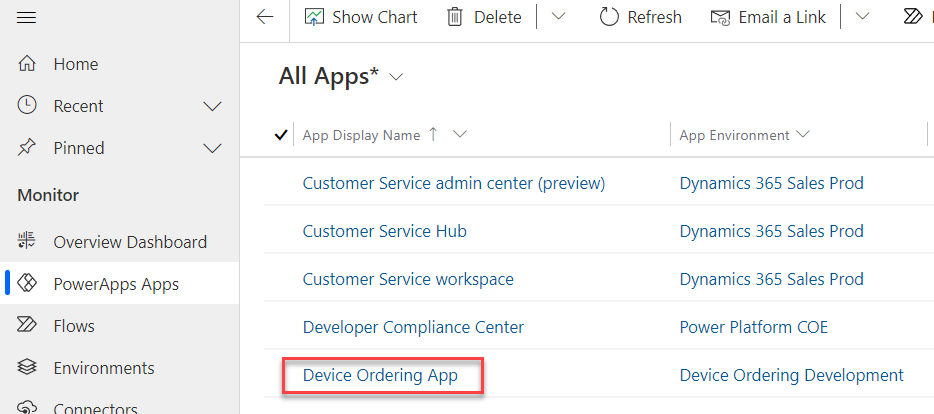 Show Chart Delete Refresh Email a Link
All Apps*
App Display Name App Environment
Customer Service admin center (preview) Dynamics 365 Sales Prod
Customer Service Hub Dynamics 365 Sales Prod
Customer Service workspace Dynamics 365 Sales Prod
Developer Compliance Center Power Platform COE
Device Ordering App Device Ordering Development
Home
Recent
Pinned
Monitor
Overview Dashboard
PowerApps Apps
Flows
Environments
Connectors